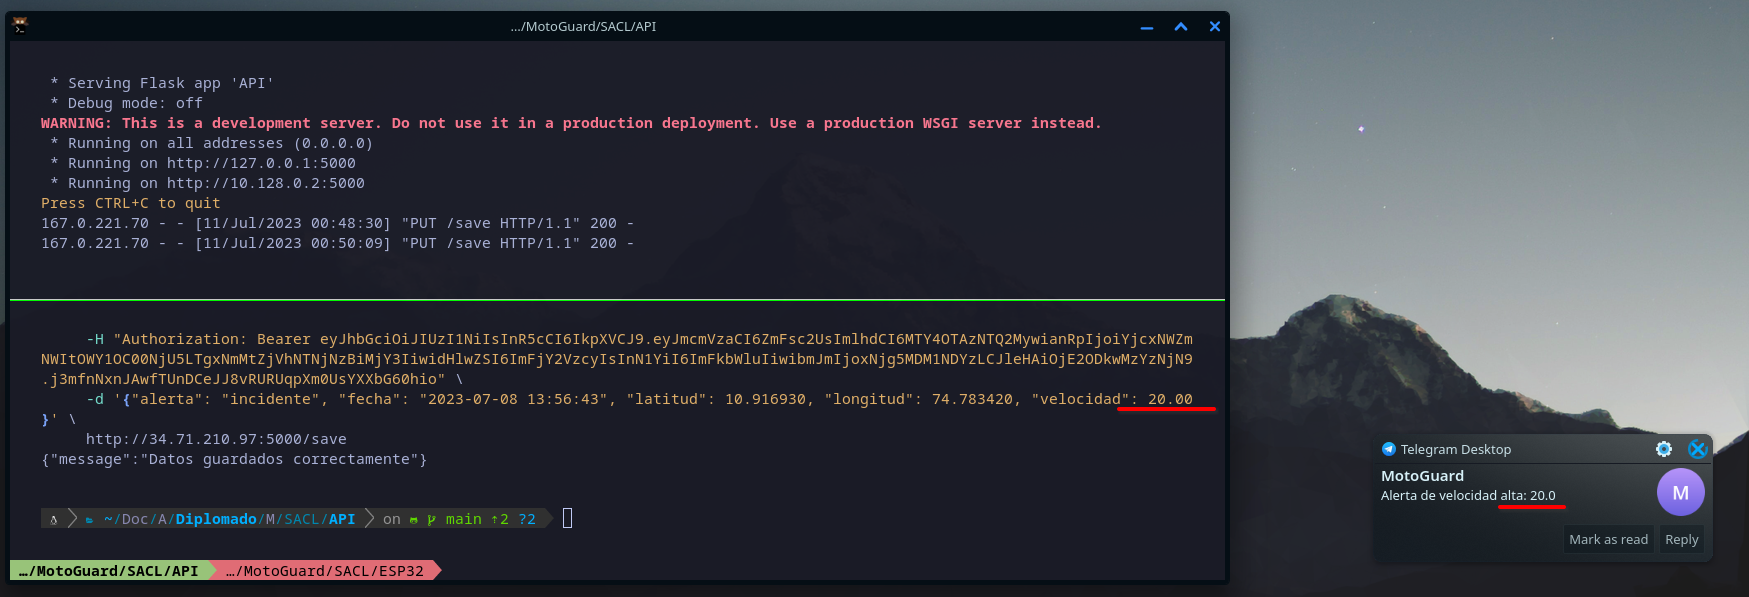 …/MotoGuard/SACL/API
* Serving Flask app 'API'
* Debug mode: off
WARNING: This is a development server. Do not use it in a production deployment. Use a production WSGI server instead.
* Running on all addresses (0.0.0.0)
* Running on http://127.0.0.1:5000
* Running on http://10.128.0.2:5000
Press CTRL+C to quit
167.0.221.70 - - [11/Jul/2023 00:48:30] "PUT /save HTTP/1.1" 200 -
167.0.221.70 - - [11/Jul/2023 00:50:09] "PUT /save HTTP/1.1" 200 -
-H "Authorization: Bearer eyJhbGciOiJIUzI1NiIsInR5cCI6IkpXVCJ9.eyJmcmVzaCI6ZmFsc2UsImlhdCI6MTY4OTAzNTQ2MywianRpIjoiYjcxNWZm
NWItOWY1OC00NjU5LTgxNmMtZjVhNTNjNzBiMjY3IiwidHlwZSI6ImFjY2VzcyIsInN1YiI6ImFkbWluIiwibmJmIjoxNjg5MDM1NDYzLCJleHAiOjE2ODkwMzYzNjN9
.j3mfnNxnJAwfTUnDCeJJ8vRURUqpXm0UsYXXbG60hio" \
-d '{"alerta": "incidente", "fecha": "2023-07-08 13:56:43", "latitud": 10.916930, "longitud": 74.783420, "velocidad": 20.00
}' \
http://34.71.210.97:5000/save
{"message":"Datos guardados correctamente"}
~/Doc/A/Diplomado/M/SACL/API on main ⇡2 ?2
…/MotoGuard/SACL/API …/MotoGuard/SACL/ESP32
Telegram Desktop
MotoGuard
Alerta de velocidad alta: 20.0
M
Mark as read Reply